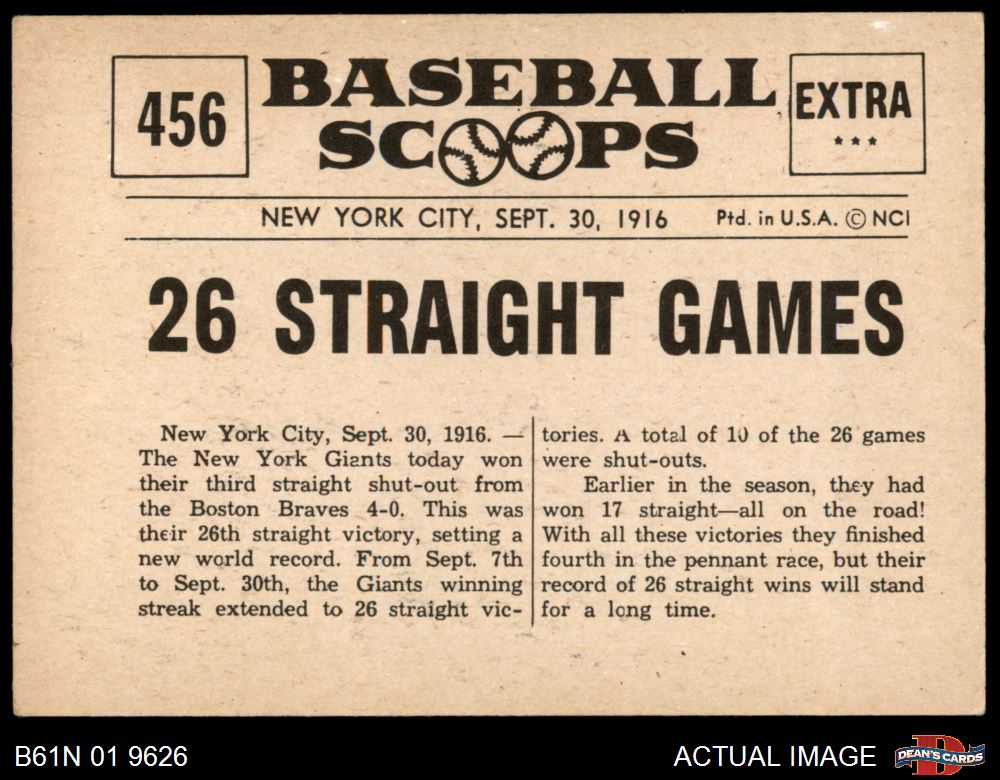 456
BASEBALL
SCOOPS
EXTRA
***
NEW YORK CITY, SEPT. 30, 1916
Ptd. in U.S.A. © NCI
26 STRAIGHT GAMES
New York City, Sept. 30, 1916. —
The New York Giants today won
their third straight shut-out from
the Boston Braves 4-0. This was
their 26th straight victory, setting a
new world record. From Sept. 7th
to Sept. 30th, the Giants winning
streak extended to 26 straight vic-
tories. A total of 10 of the 26 games
were shut-outs.
Earlier in the season, they had
won 17 straight—all on the road!
With all these victories they finished
fourth in the pennant race, but their
record of 26 straight wins will stand
for a long time.
B61N 01 9626
ACTUAL IMAGE
DEAN'S CARDS